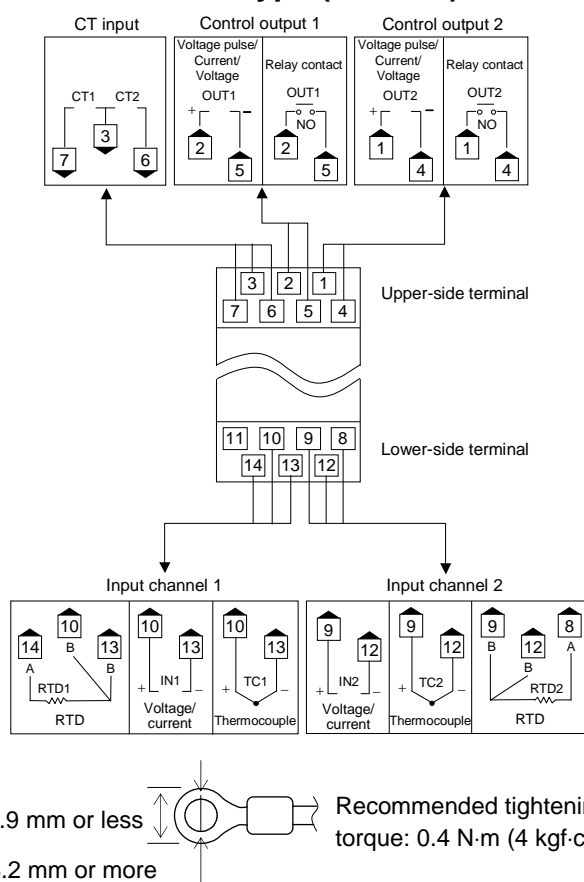 CT input
Control output 1
Control output 2
Voltage pulse/
Current/
Voltage
Relay contact
Voltage pulse/
Current/
Voltage
Relay contact
CT1 CT2
OUT1
OUT1
OUT2
OUT2
+ −
NO
+ −
NO
7 3 6
2 5
2 5
1 4
1 4
3 2 1
7 6 5 4
Upper-side terminal
11 10 9 8
14 13 12
Lower-side terminal
Input channel 1
Input channel 2
14 10 13
A B B
RTD1
RTD
10 13
+ IN1 −
Voltage/
current
10 13
+ TC1 −
Thermocouple
9 12
+ IN2 −
Voltage/
current
9 12
+ TC2 −
Thermocouple
9 12 8
B B A
RTD2
RTD
.9 mm or less
.2 mm or more
Recommended
torque: 0.4 N·m (4